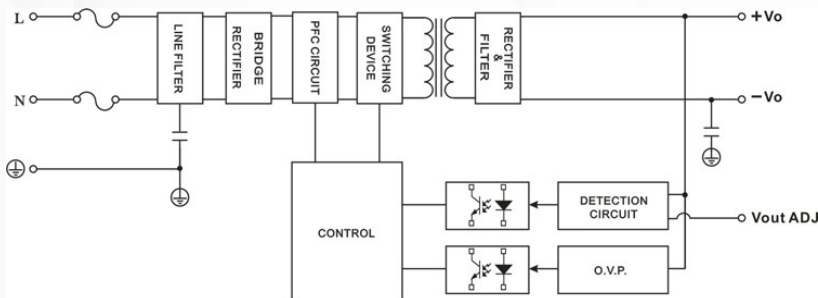 L
N
LINE FILTER
BRIDGE
RECTIFIER
PFC CIRCUIT
SWITCHING
DEVICE
RECTIFIER
&
FILTER
+Vo
-Vo
CONTROL
DETECTION
CIRCUIT
Vout ADJ
O.V.P.